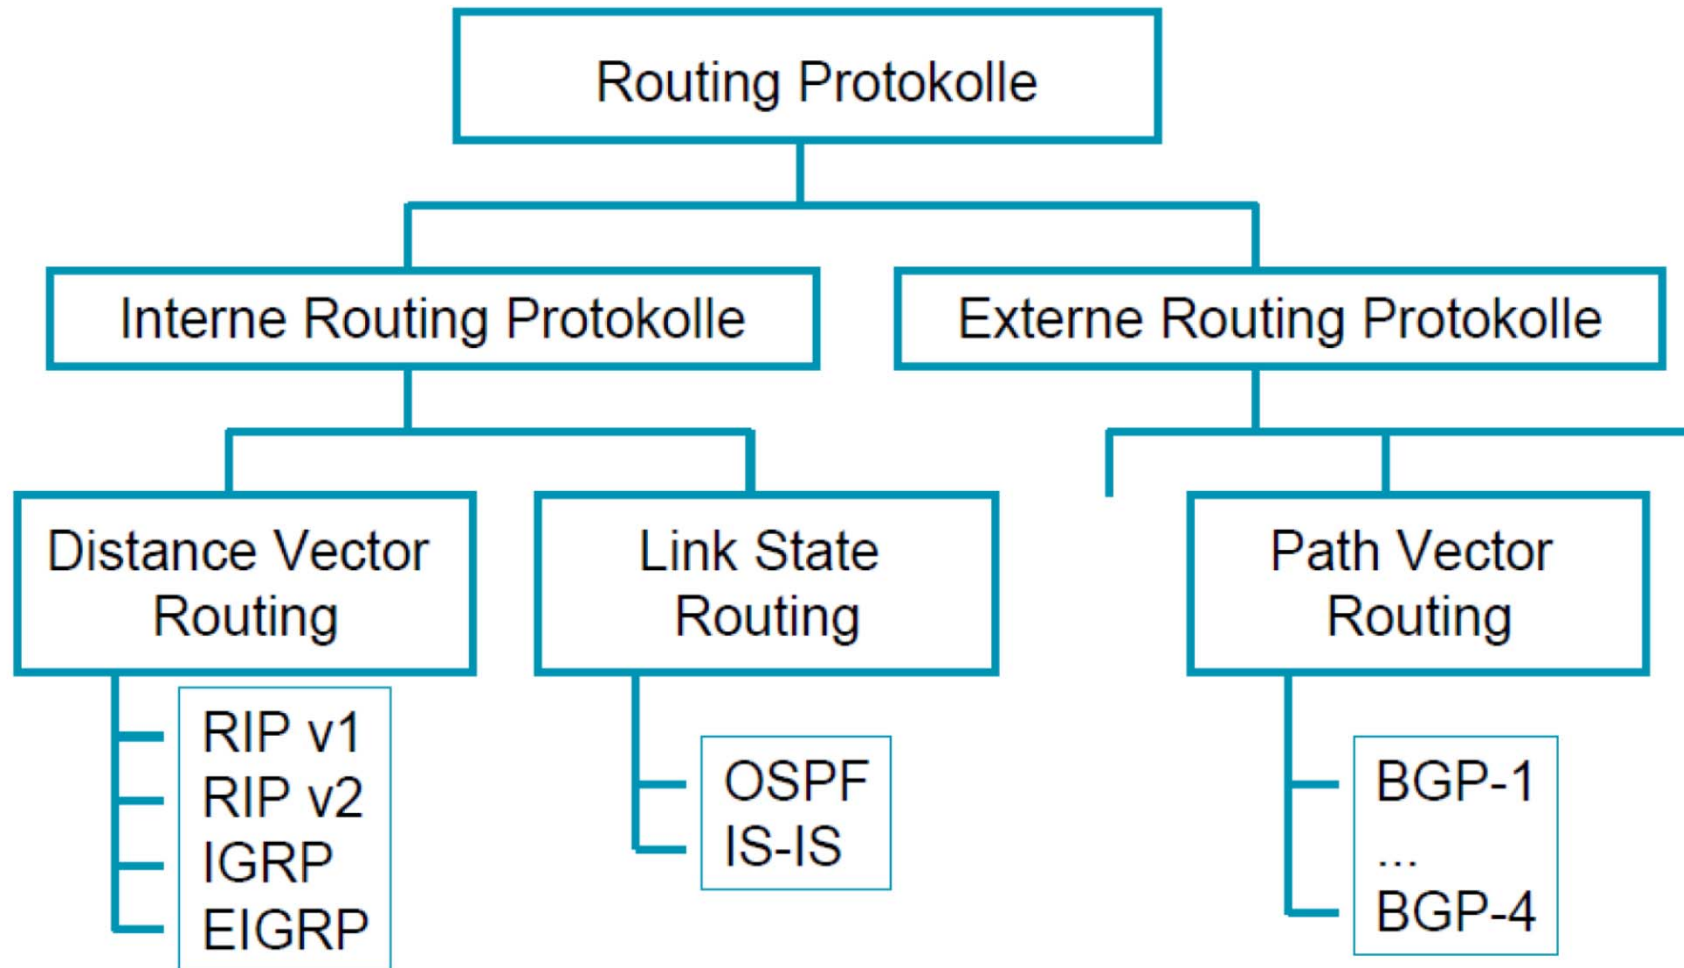 Routing Protokolle
Interne Routing Protokolle
Externe Routing Protokolle
Distance Vector
Routing
Link State
Routing
Path Vector
Routing
RIP v1
RIP v2
IGRP
EIGRP
OSPF
IS-IS
BGP-1
...
BGP-4